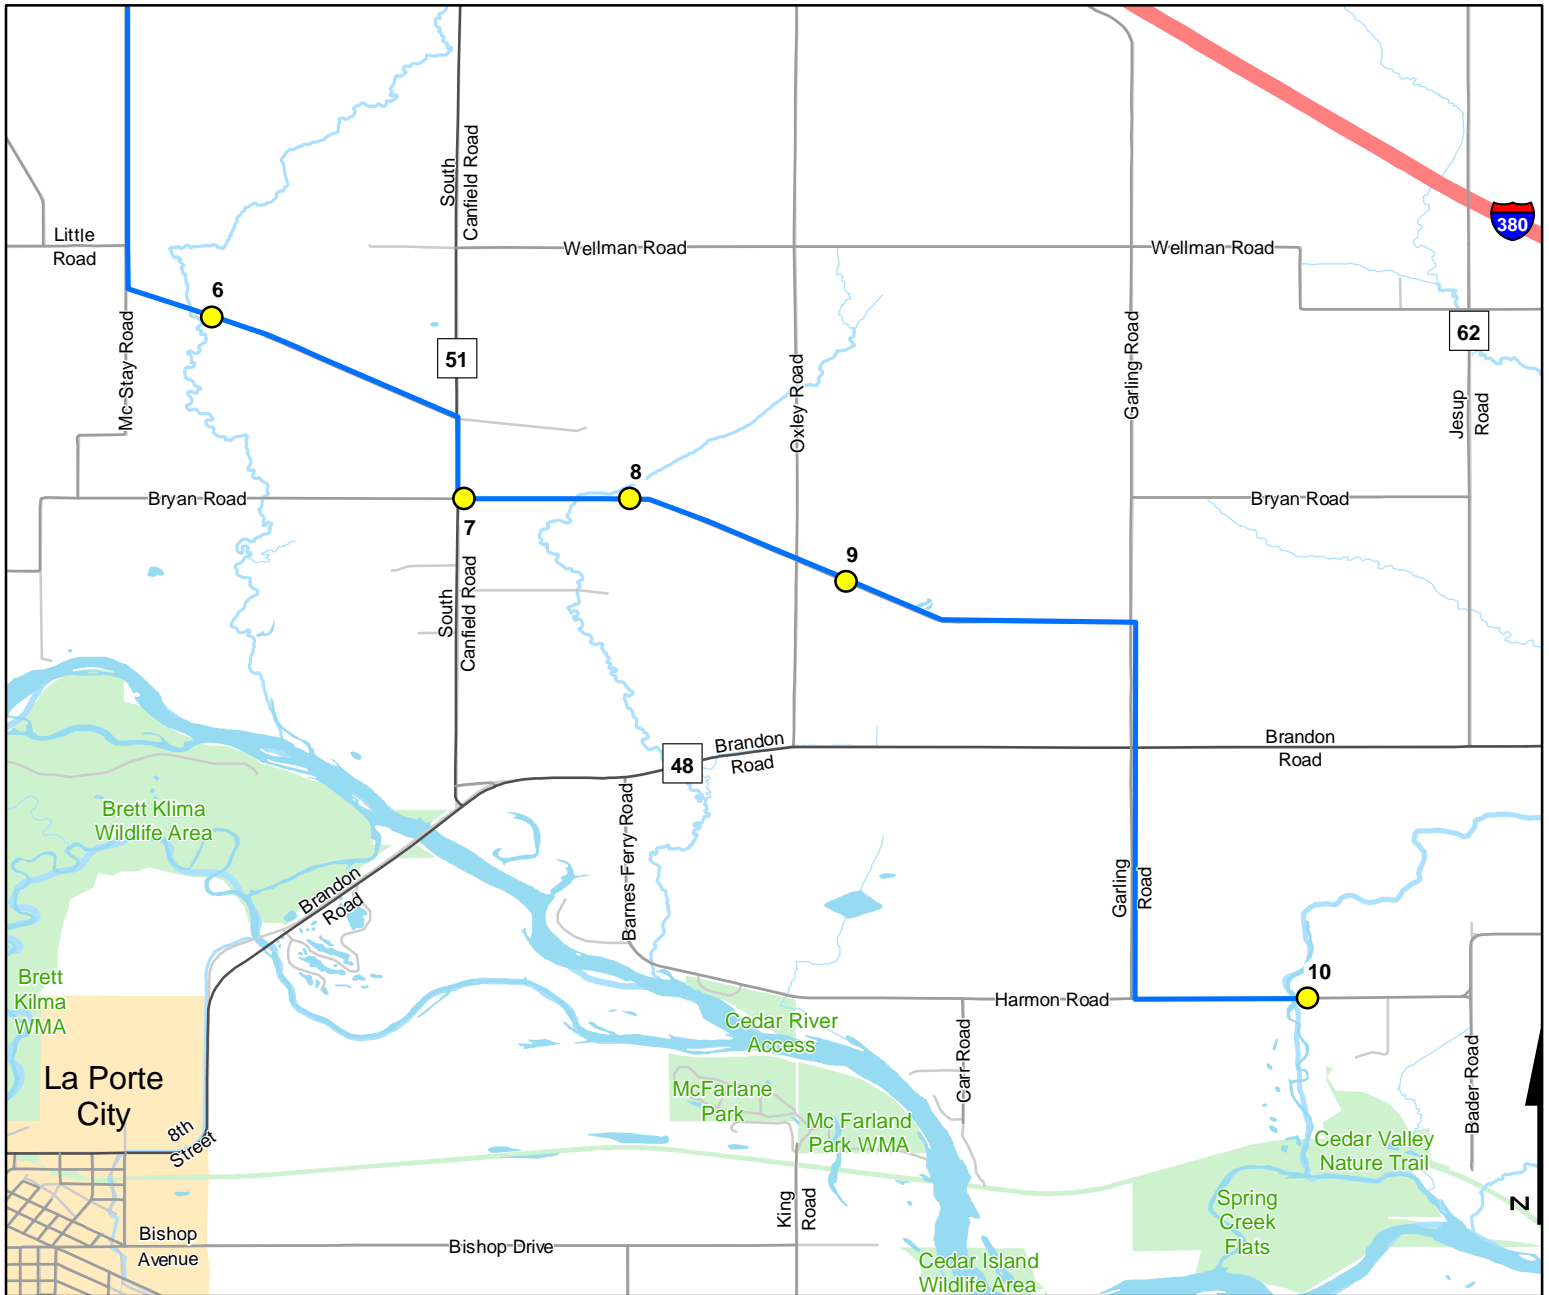 South
Canfield Road
Little
Road
Wellman Road
Wellman Road
380
6
Mc Stay Road
51
Oxley Road
Garling Road
62
Jesup
Road
Bryan Road
7
8
Bryan Road
9
South
Canfield Road
48
Brandon
Road
Brandon
Road
Brett Klima
Wildlife Area
Brandon
Road
Barnes Ferry Road
Garling
Road
10
Brett
Kilma
WMA
Harmon Road
Cedar River
Access
Carr Road
Bader Road
La Porte
City
McFarlane
Park
Mc Farland
Park WMA
8th
Street
Cedar Valley
Nature Trail
King
Road
Spring
Creek
Flats
N
Bishop
Avenue
Bishop Drive
Cedar Island
Wildlife Area